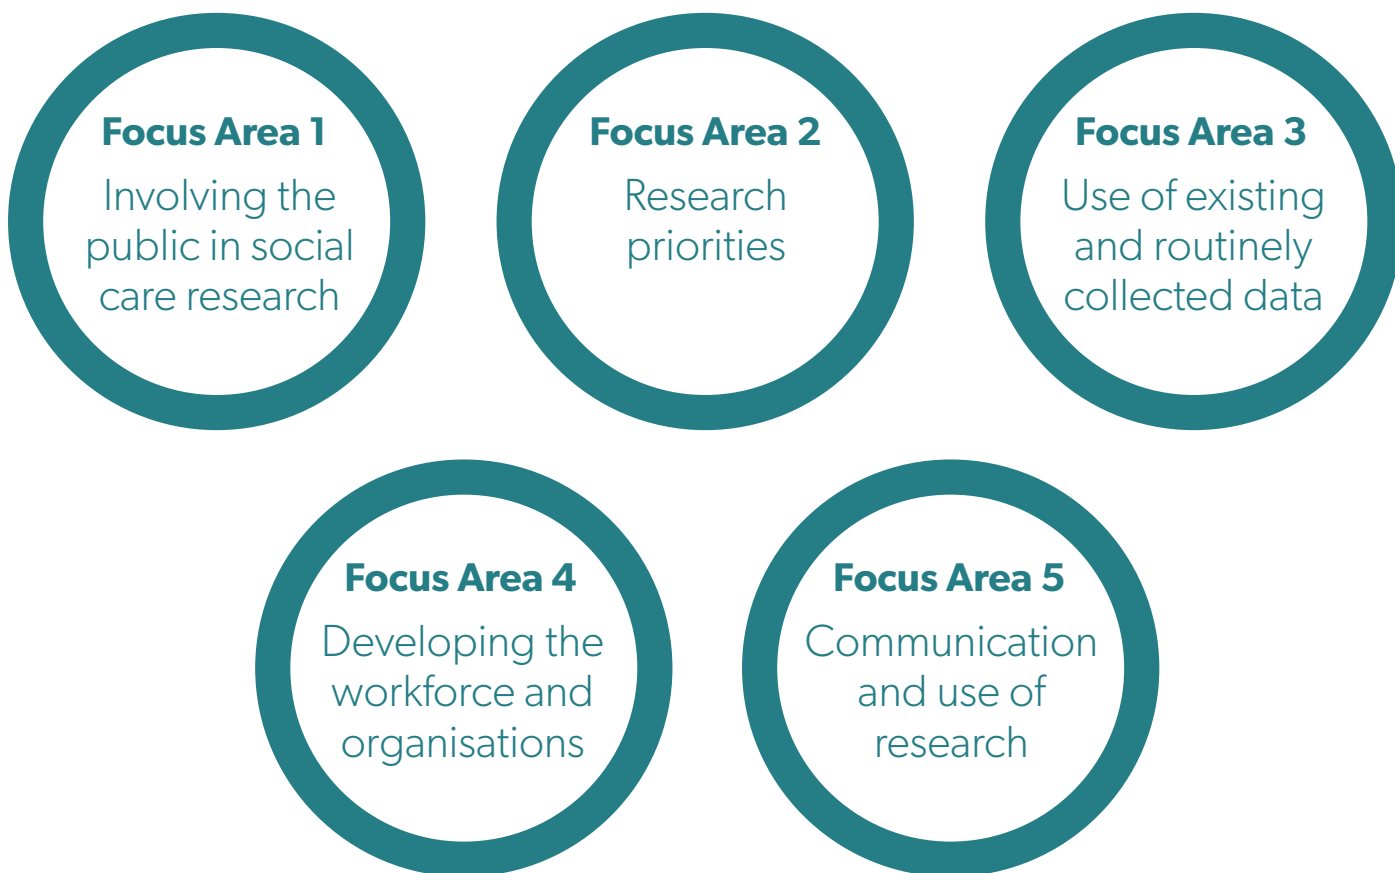 Focus Area 1
Involving the
public in social
care research
Focus Area 2
Research
priorities
Focus Area 3
Use of existing
and routinely
collected data
Focus Area 4
Developing the
workforce and
organisations
Focus Area 5
Communication
and use of
research